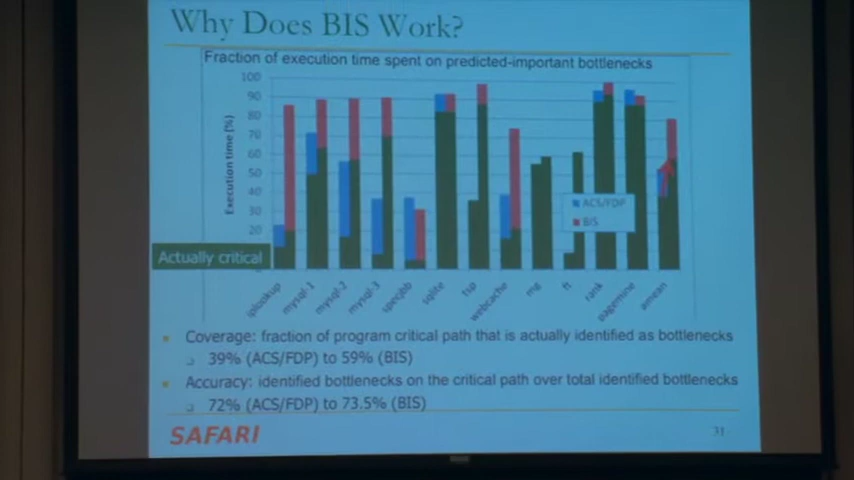 Why Does BIS Work?
Fraction of execution time spent on predicted-important bottlenecks
Execution time (%)
100
90
80
70
60
50
40
30
20
ACS/FDP
BIS
Actually critical
iplookup
mysql-1
mysql-2
mysql-3
specjbb
sqlite
tsp
webcache
mg
ft
rank
pagemine
amean
Coverage: fraction of program critical path that is actually identified as bottlenecks
39% (ACS/FDP) to 59% (BIS)
Accuracy: identified bottlenecks on the critical path over total identified bottlenecks
72% (ACS/FDP) to 73.5% (BIS)
SAFARI
31